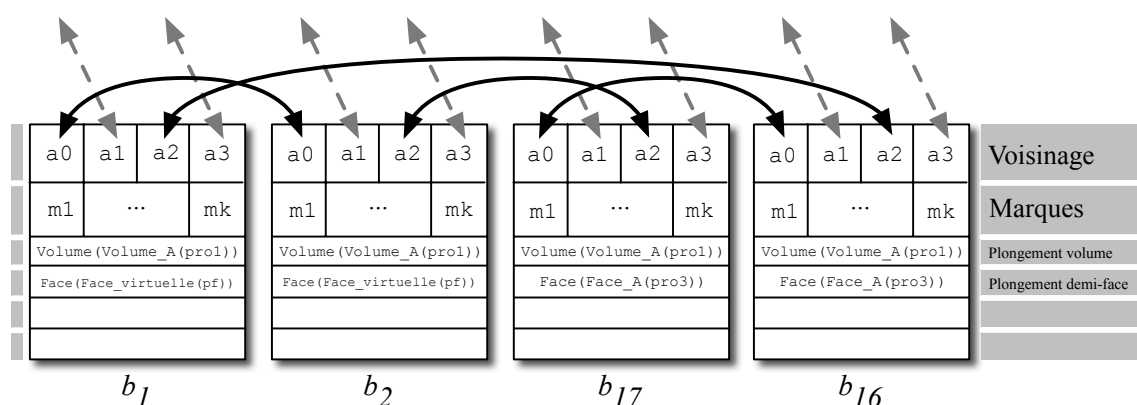 a0 a1 a2 a3 a0 a1 a2 a3 a0 a1 a2 a3 a0 a1 a2 a3 Voisinage
m1 ... mk m1 ... mk m1 ... mk m1 ... mk Marques
Volume(Volume_A(pro1)) Volume(Volume_A(pro1)) Volume(Volume_A(pro1)) Volume(Volume_A(pro1)) Plongement volume
Face(Face_virtuelle(pf)) Face(Face_virtuelle(pf)) Face(Face_A(pro3)) Face(Face_A(pro3)) Plongement demi-face
b1 b2 b17 b16